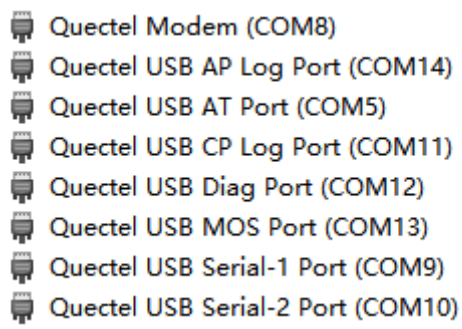 Quectel Modem (COM8)
Quectel USB AP Log Port (COM14)
Quectel USB AT Port (COM5)
Quectel USB CP Log Port (COM11)
Quectel USB Diag Port (COM12)
Quectel USB MOS Port (COM13)
Quectel USB Serial-1 Port (COM9)
Quectel USB Serial-2 Port (COM10)